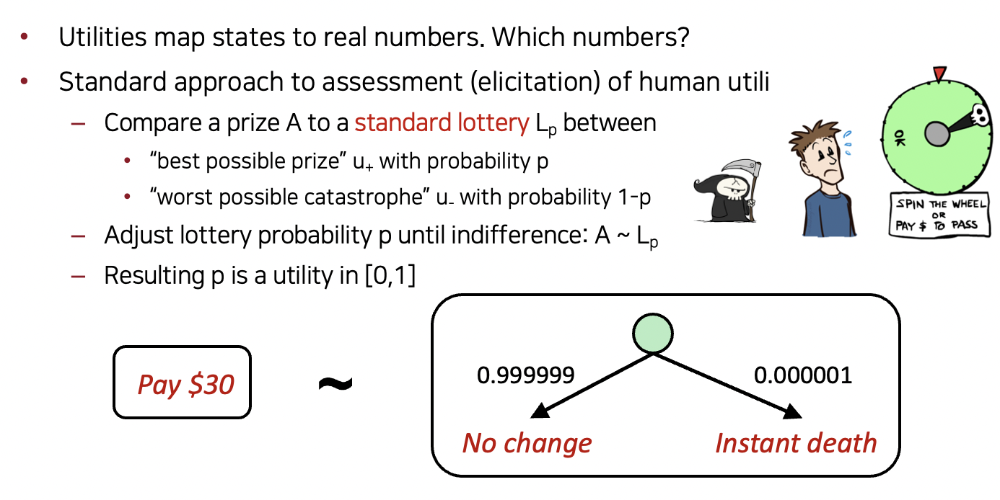 • Utilities map states to real numbers. Which numbers?
• Standard approach to assessment (elicitation) of human utili
– Compare a prize A to a standard lottery Lp between
• “best possible prize” u+ with probability p
• “worst possible catastrophe” u- with probability 1-p
– Adjust lottery probability p until indifference: A ~ Lp
– Resulting p is a utility in [0,1]
OK
SPIN THE WHEEL
OR
PAY $ TO PASS
Pay $30
~
0.999999
0.000001
No change
Instant death